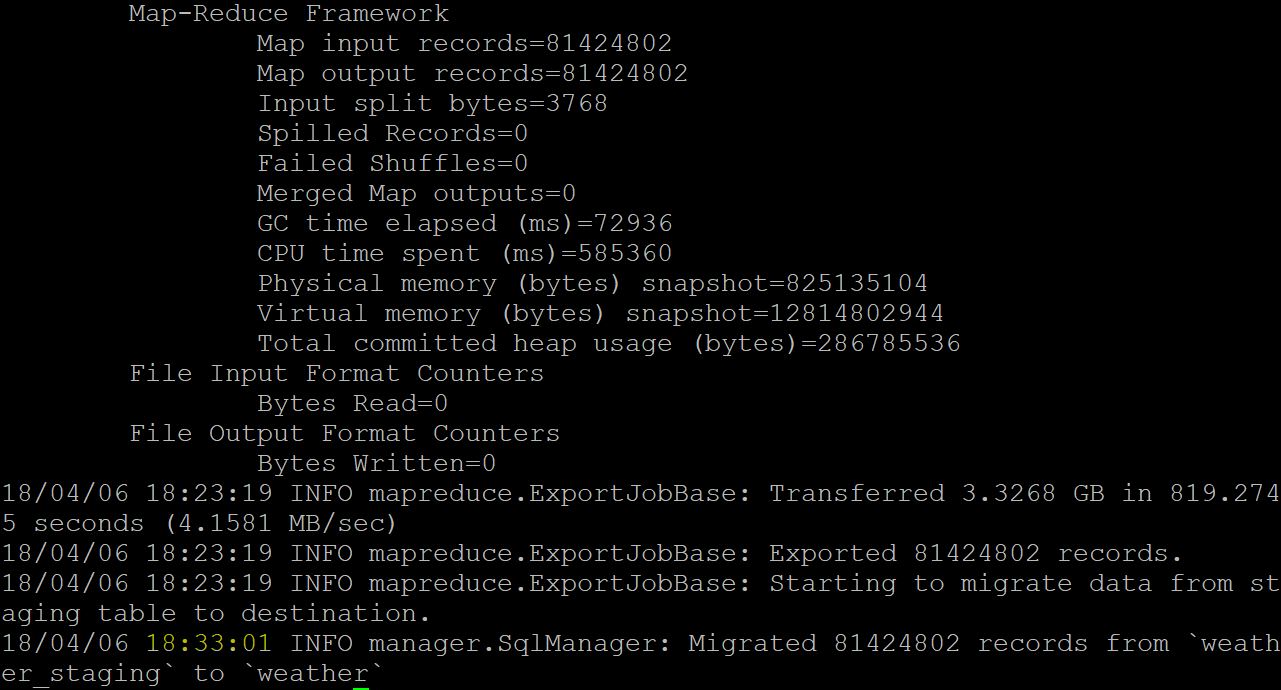 Map-Reduce Framework
Map input records=81424802
Map output records=81424802
Input split bytes=3768
Spilled Records=0
Failed Shuffles=0
Merged Map outputs=0
GC time elapsed (ms)=72936
CPU time spent (ms)=585360
Physical memory (bytes) snapshot=825135104
Virtual memory (bytes) snapshot=12814802944
Total committed heap usage (bytes)=286785536
File Input Format Counters
Bytes Read=0
File Output Format Counters
Bytes Written=0
18/04/06 18:23:19 INFO mapreduce.ExportJobBase: Transferred 3.3268 GB in 819.274
5 seconds (4.1581 MB/sec)
18/04/06 18:23:19 INFO mapreduce.ExportJobBase: Exported 81424802 records.
18/04/06 18:23:19 INFO mapreduce.ExportJobBase: Starting to migrate data from st
aging table to destination.
18/04/06 18:33:01 INFO manager.SqlManager: Migrated 81424802 records from `weath
er_staging` to `weather`